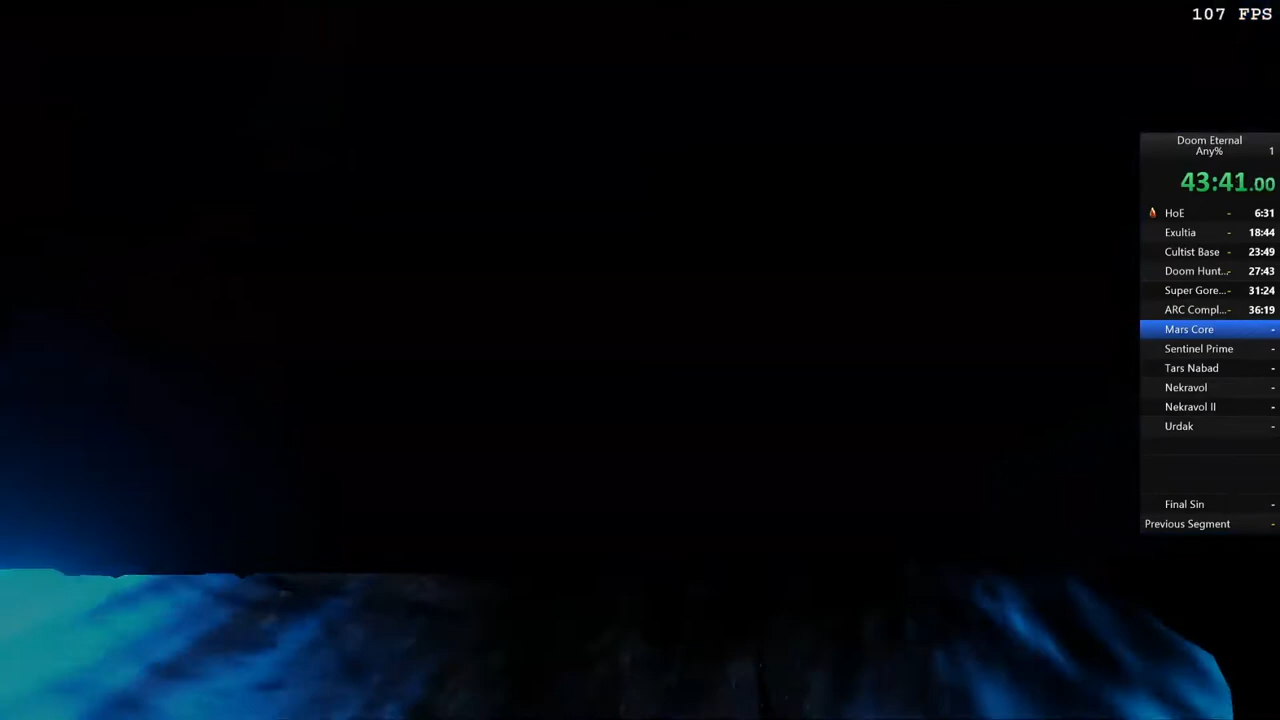 107 FPS
Doom Eternal
Any% 1
43:41.00
HoE - 6:31
Exultia - 18:44
Cultist Base - 23:49
Doom Hunt... - 27:43
Super Gore... - 31:24
ARC Compl... - 36:19
Mars Core -
Sentinel Prime -
Tars Nabad -
Nekravol -
Nekravol II -
Urdak -
Final Sin -
Previous Segment -